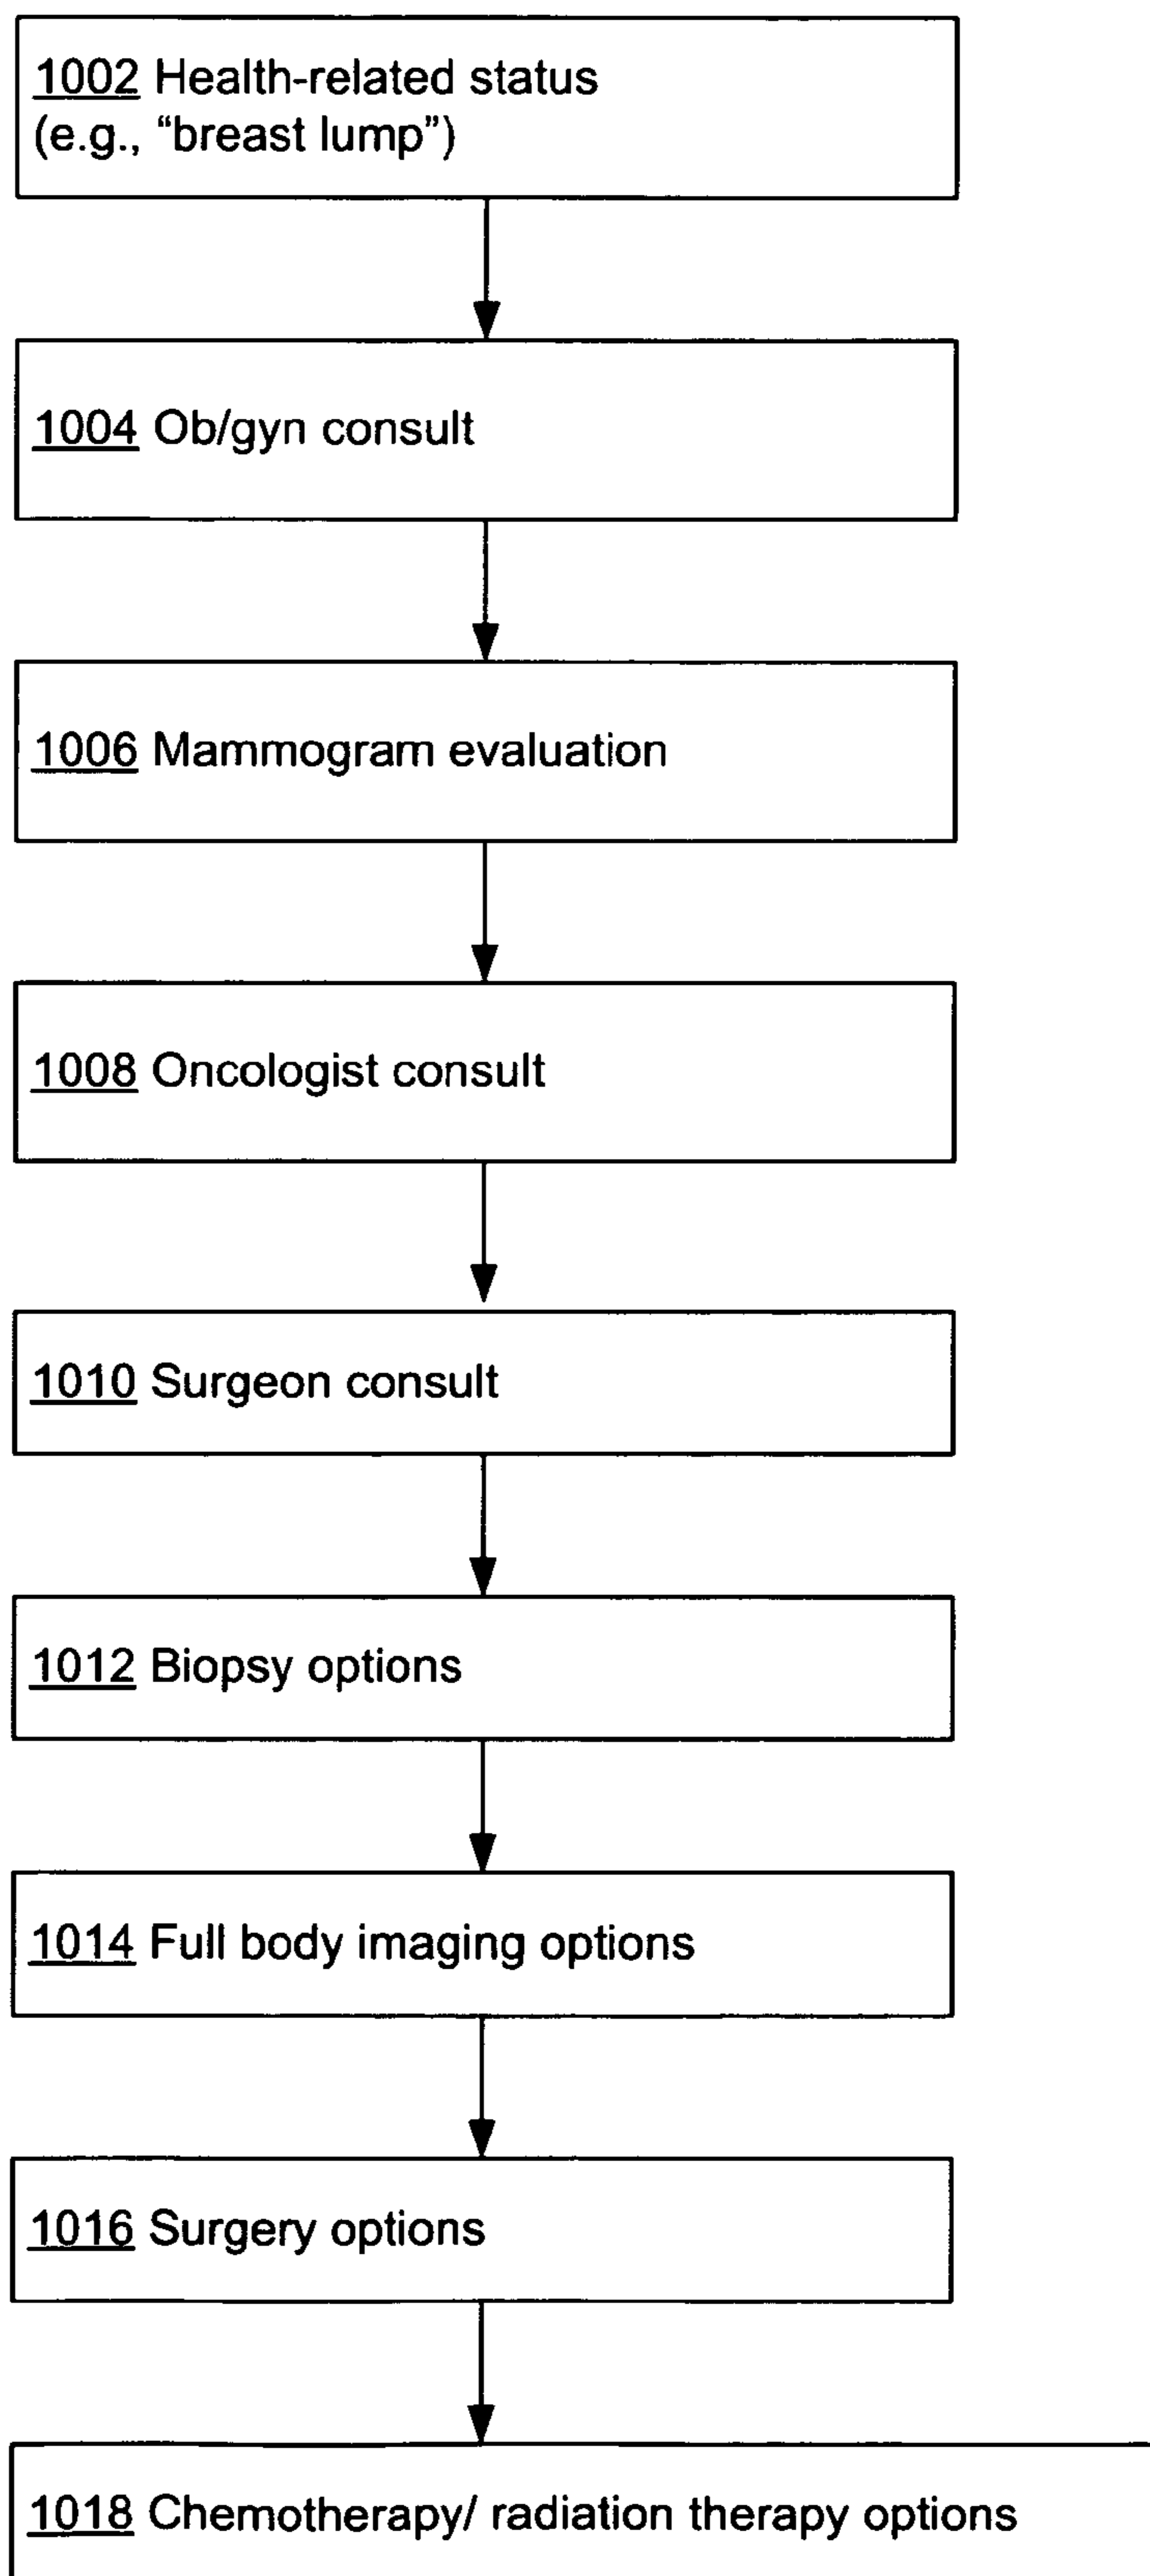 1002 Health-related status
(e.g., “breast lump”)
1004 Ob/gyn consult
1006 Mammogram evaluation
1008 Oncologist consult
1010 Surgeon consult
1012 Biopsy options
1014 Full body imaging options
1016 Surgery options
1018 Chemotherapy/ radiation therapy options